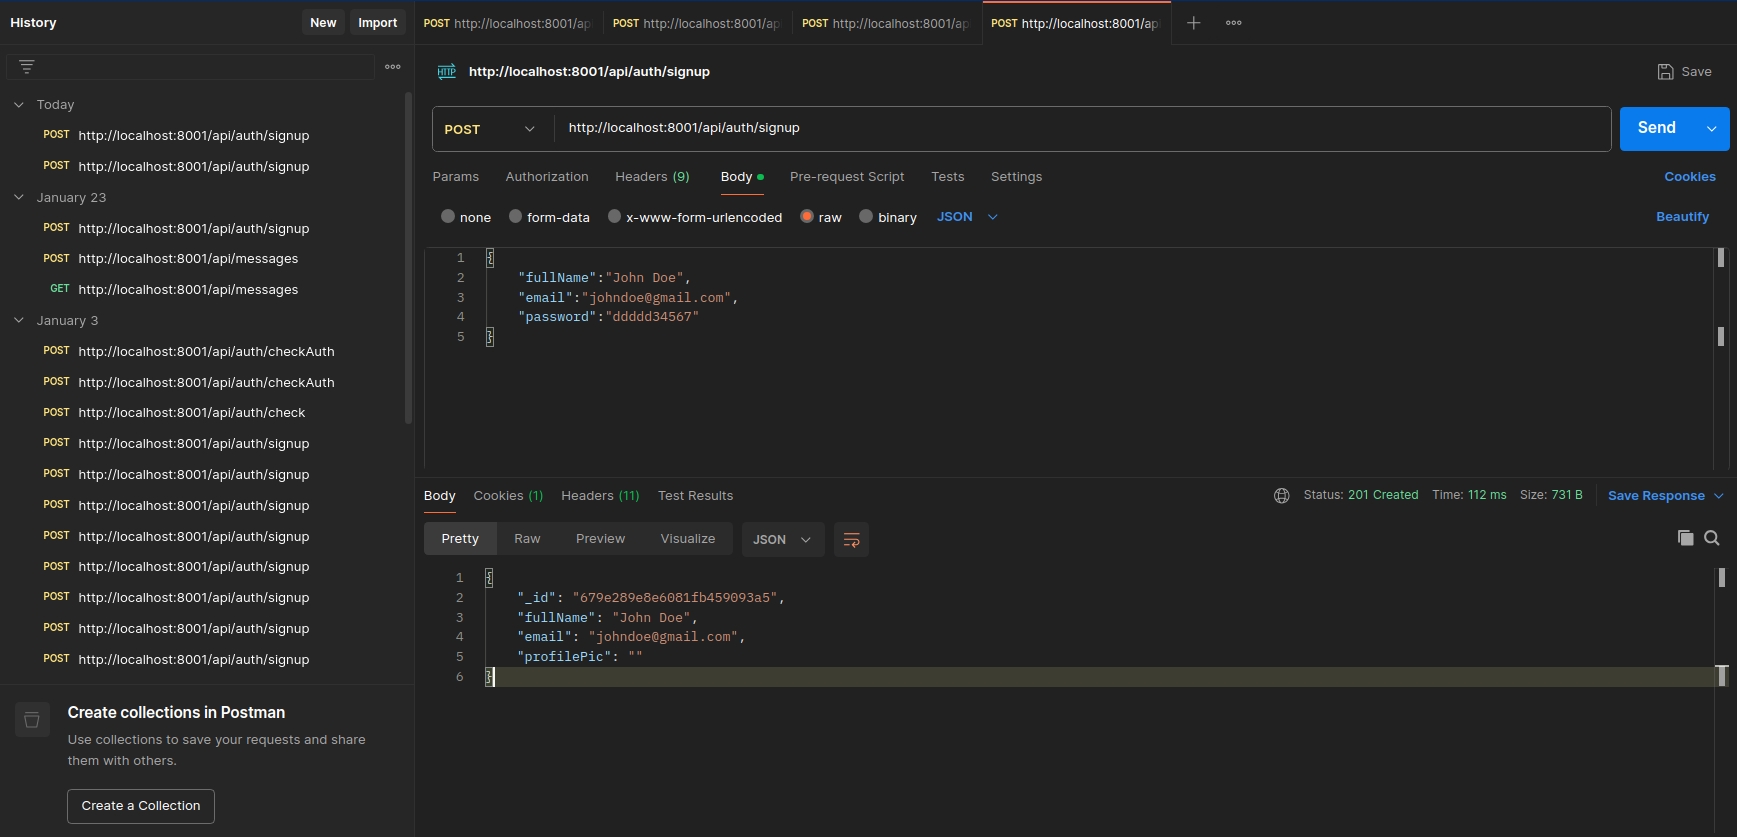 History
New
Import
POST http://localhost:8001/ap
POST http://localhost:8001/ap
POST http://localhost:8001/ap
POST http://localhost:8001/ap
Today
POST http://localhost:8001/api/auth/signup
POST http://localhost:8001/api/auth/signup
January 23
POST http://localhost:8001/api/auth/signup
POST http://localhost:8001/api/messages
GET http://localhost:8001/api/messages
January 3
POST http://localhost:8001/api/auth/checkAuth
POST http://localhost:8001/api/auth/checkAuth
POST http://localhost:8001/api/auth/check
POST http://localhost:8001/api/auth/signup
POST http://localhost:8001/api/auth/signup
POST http://localhost:8001/api/auth/signup
POST http://localhost:8001/api/auth/signup
POST http://localhost:8001/api/auth/signup
POST http://localhost:8001/api/auth/signup
POST http://localhost:8001/api/auth/signup
POST http://localhost:8001/api/auth/signup
Create collections in Postman
Use collections to save your requests and share
them with others.
Create a Collection
HTTP http://localhost:8001/api/auth/signup
Save
POST http://localhost:8001/api/auth/signup
Send
Params Authorization Headers (9) Body Pre-request Script Tests Settings
Cookies
none form-data x-www-form-urlencoded raw binary JSON
Beautify
1 {
2 "fullName":"John Doe",
3 "email":"johndoe@gmail.com",
4 "password":"ddddd34567"
5 }
Body Cookies (1) Headers (11) Test Results
Status: 201 Created Time: 112 ms Size: 731 B Save Response
Pretty Raw Preview Visualize JSON
1 {
2 "_id": "679e289e8e6081fb459093a5",
3 "fullName": "John Doe",
4 "email": "johndoe@gmail.com",
5 "profilePic": ""
6 }